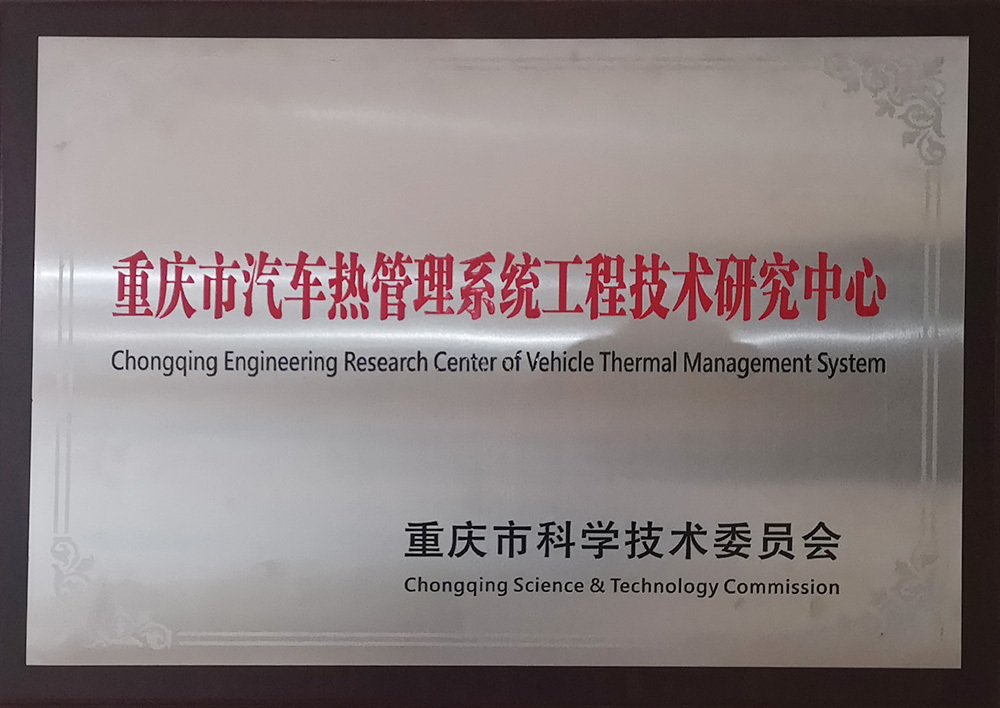 重庆市汽车热管理系统工程技术研究中心
Chongqing Engineering Research Center of Vehicle Thermal Management System
重庆市科学技术委员会
Chongqing Science & Technology Commission